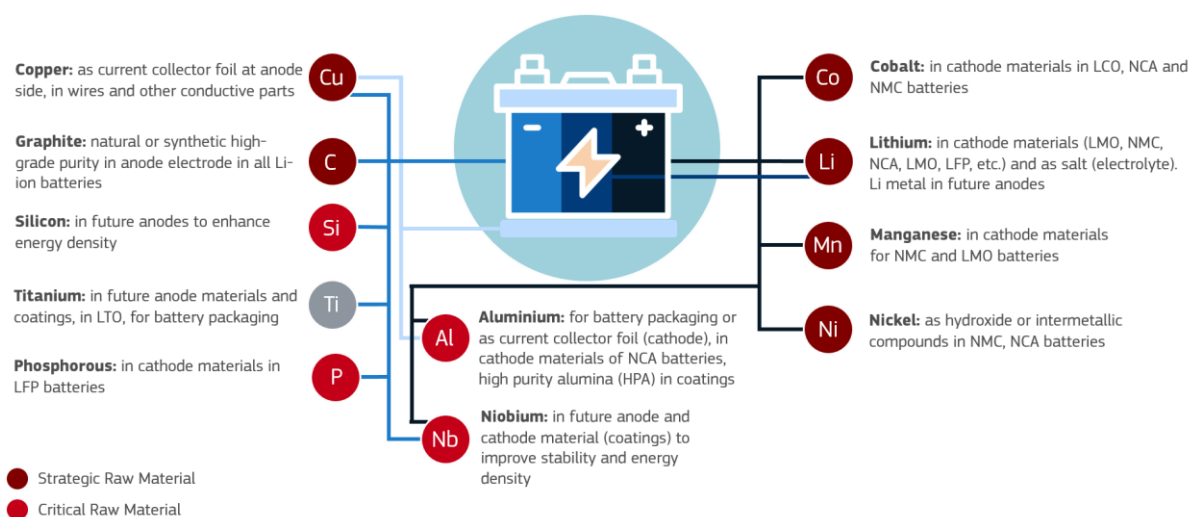 Copper: as current collector foil at anode
side, in wires and other conductive parts
Cu
Graphite: natural or synthetic high-
grade purity in anode electrode in all Li-
ion batteries
C
Silicon: in future anodes to enhance
energy density
Si
Titanium: in future anode materials and
coatings, in LTO, for battery packaging
Ti
Phosphorous: in cathode materials in
LFP batteries
P
- +
Al
Aluminium: for battery packaging or
as current collector foil (cathode), in
cathode materials of NCA batteries,
high purity alumina (HPA) in coatings
Nb
Niobium: in future anode and
cathode material (coatings) to
improve stability and energy
density
Co
Cobalt: in cathode materials in LCO, NCA and
NMC batteries
Li
Lithium: in cathode materials (LMO, NMC,
NCA, LMO, LFP, etc.) and as salt (electrolyte).
Li metal in future anodes
Mn
Manganese: in cathode materials
for NMC and LMO batteries
Ni
Nickel: as hydroxide or intermetallic
compounds in NMC, NCA batteries
Strategic Raw Material
Critical Raw Material